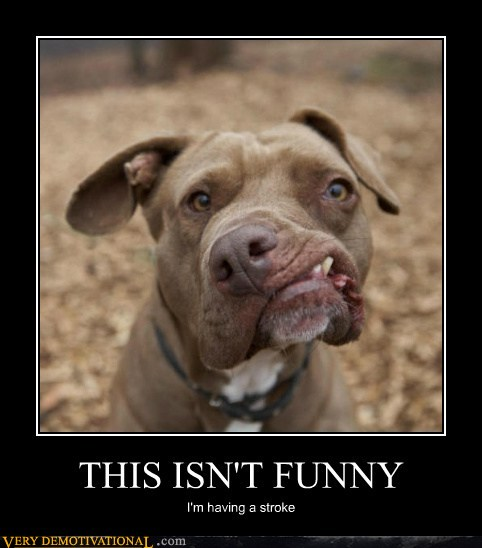 THIS ISN'T FUNNY
I'm having a stroke
VERY DEMOTIVATIONAL .com